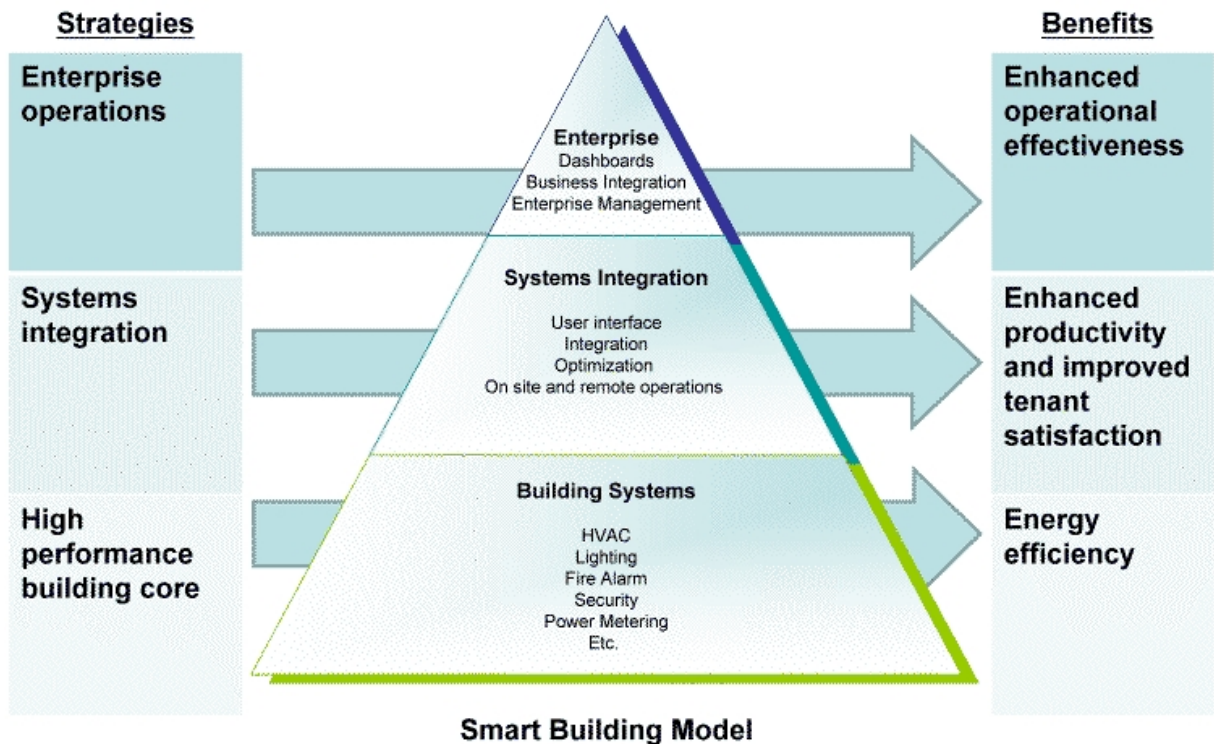 Strategies
Enterprise
operations
Systems
integration
High
performance
building core
Enterprise
Dashboards
Business Integration
Enterprise Management
Systems Integration
User interface
Integration
Optimization
On site and remote operations
Building Systems
HVAC
Lighting
Fire Alarm
Security
Power Metering
Etc.
Benefits
Enhanced
operational
effectiveness
Enhanced
productivity
and improved
tenant
satisfaction
Energy
efficiency
Smart Building Model